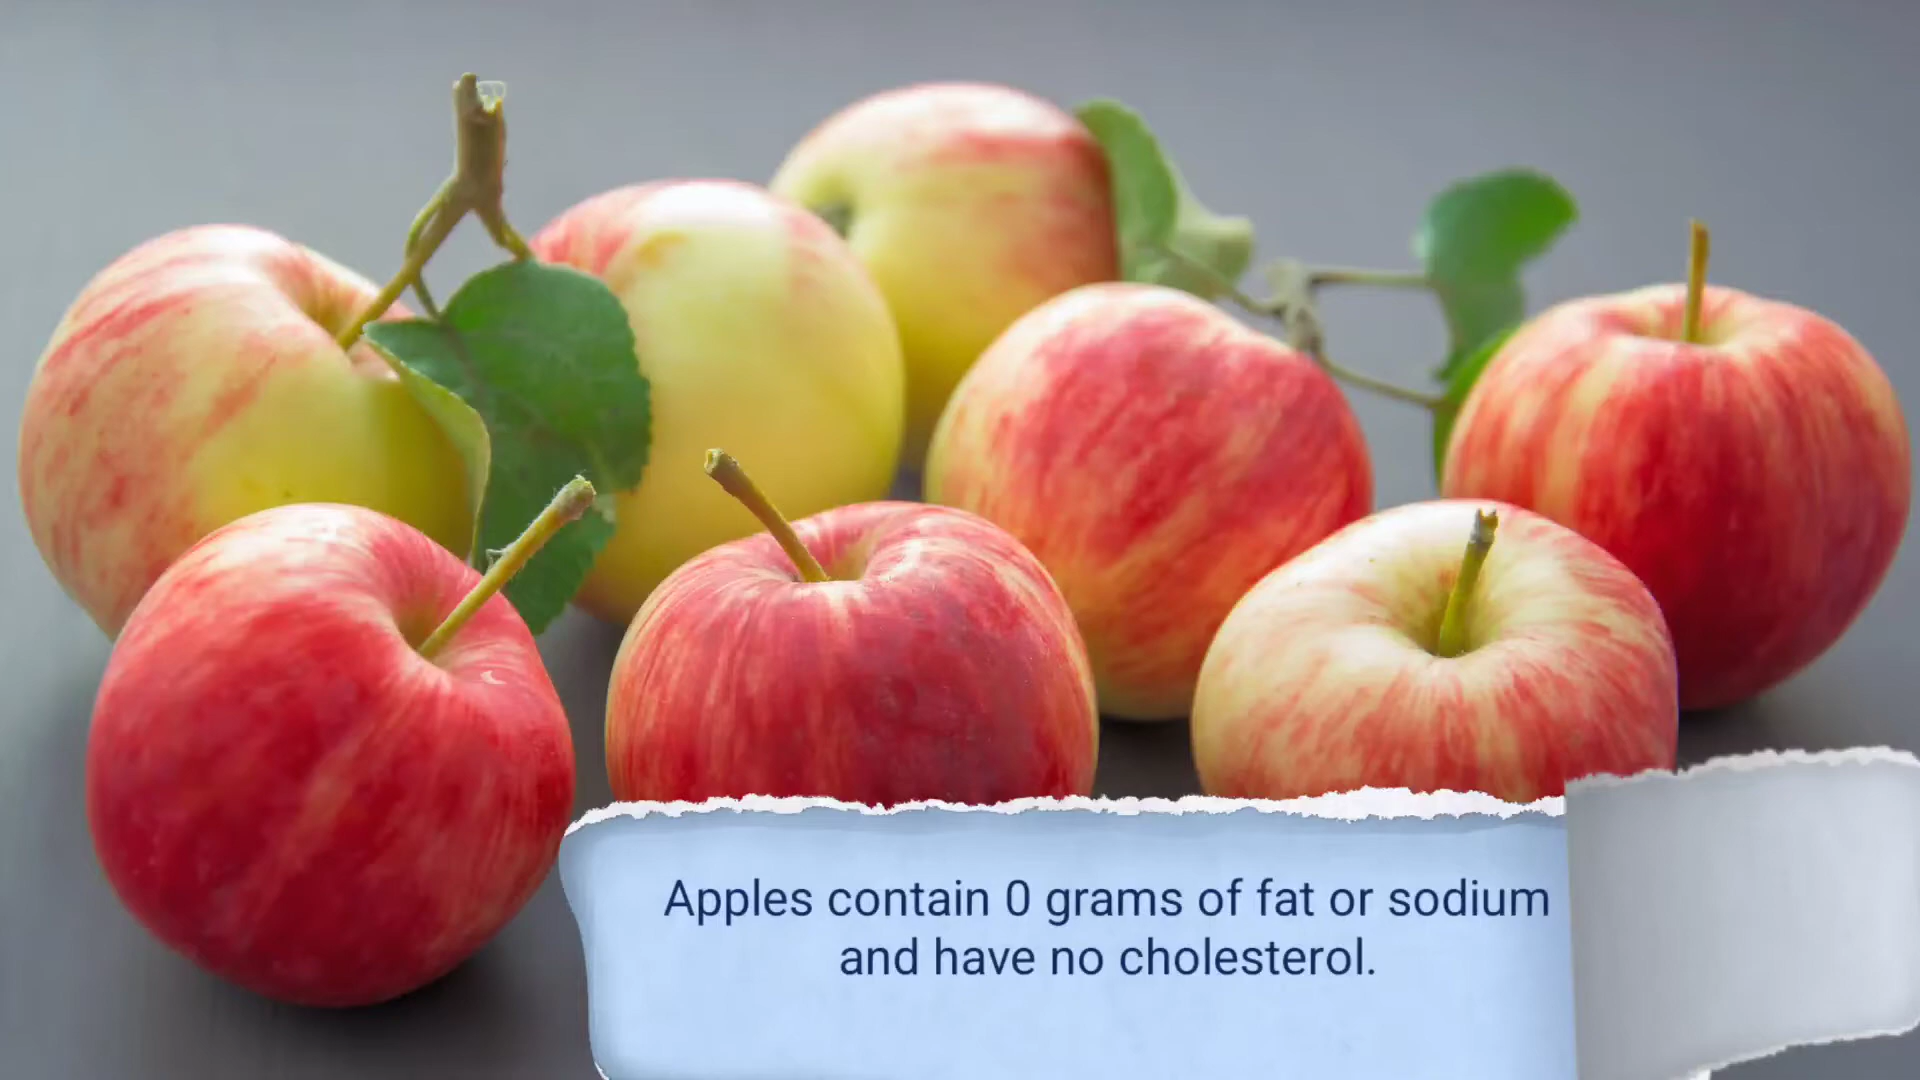 Apples contain 0 grams of fat or sodium
and have no cholesterol.